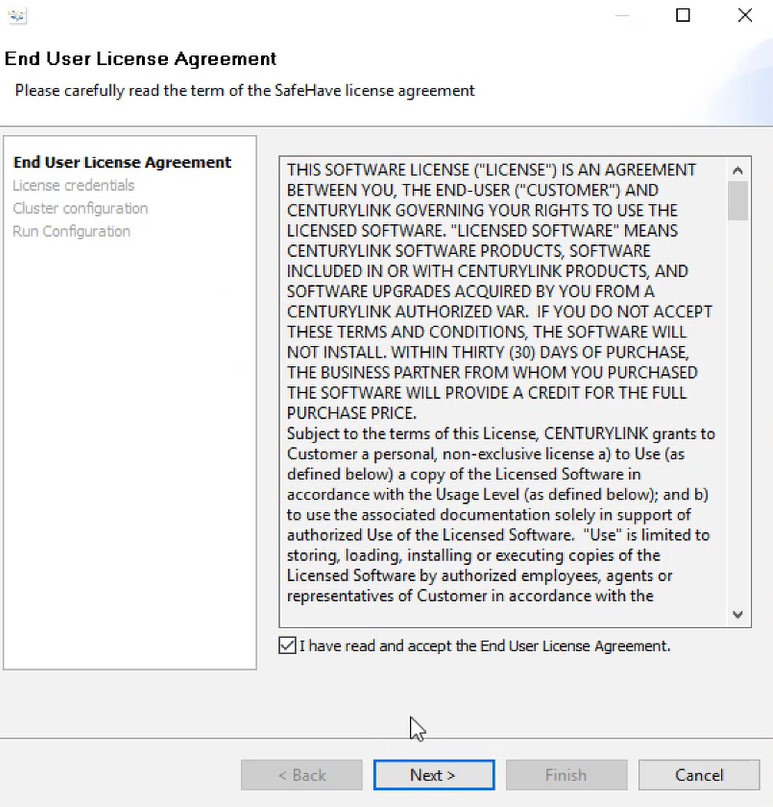 End User License Agreement
Please carefully read the term of the SafeHave license agreement
End User License Agreement
License credentials
Cluster configuration
Run Configuration
THIS SOFTWARE LICENSE ("LICENSE") IS AN AGREEMENT
BETWEEN YOU, THE END-USER ("CUSTOMER") AND
CENTURYLINK GOVERNING YOUR RIGHTS TO USE THE
LICENSED SOFTWARE. "LICENSED SOFTWARE" MEANS
CENTURYLINK SOFTWARE PRODUCTS, SOFTWARE
INCLUDED IN OR WITH CENTURYLINK PRODUCTS, AND
SOFTWARE UPGRADES ACQUIRED BY YOU FROM A
CENTURYLINK AUTHORIZED VAR.  IF YOU DO NOT ACCEPT
THESE TERMS AND CONDITIONS, THE SOFTWARE WILL
NOT INSTALL. WITHIN THIRTY (30) DAYS OF PURCHASE,
THE BUSINESS PARTNER FROM WHOM YOU PURCHASED
THE SOFTWARE WILL PROVIDE A CREDIT FOR THE FULL
PURCHASE PRICE.
Subject to the terms of this License, CENTURYLINK grants to
Customer a personal, non-exclusive license a) to Use (as
defined below) a copy of the Licensed Software in
accordance with the Usage Level (as defined below); and b)
to use the associated documentation solely in support of
authorized Use of the Licensed Software.  "Use" is limited to
storing, loading, installing or executing copies of the
Licensed Software by authorized employees, agents or
representatives of Customer in accordance with the
I have read and accept the End User License Agreement.
< Back
Next >
Finish
Cancel